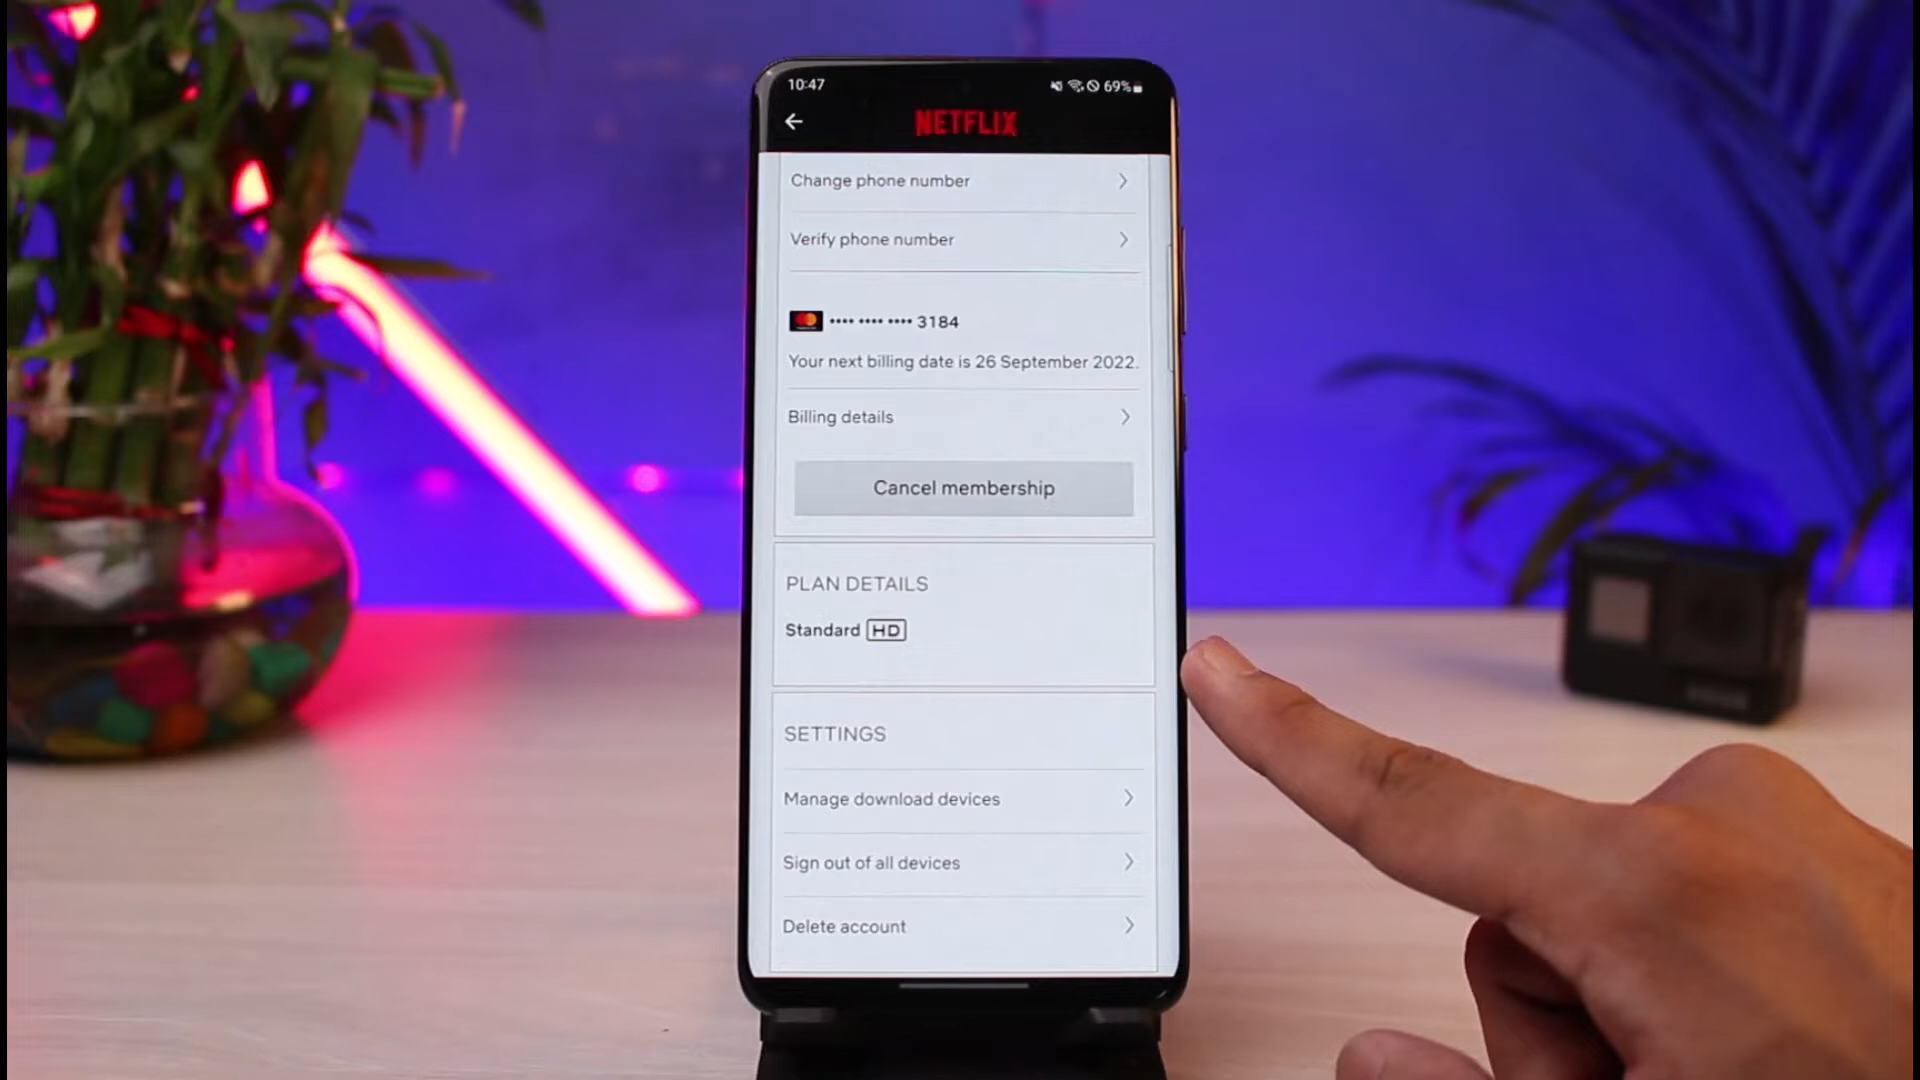 10:47
69%
NETFLIX
Change phone number
Verify phone number
•••• •••• •••• 3184
Your next billing date is 26 September 2022.
Billing details
Cancel membership
PLAN DETAILS
Standard HD
SETTINGS
Manage download devices
Sign out of all devices
Delete account